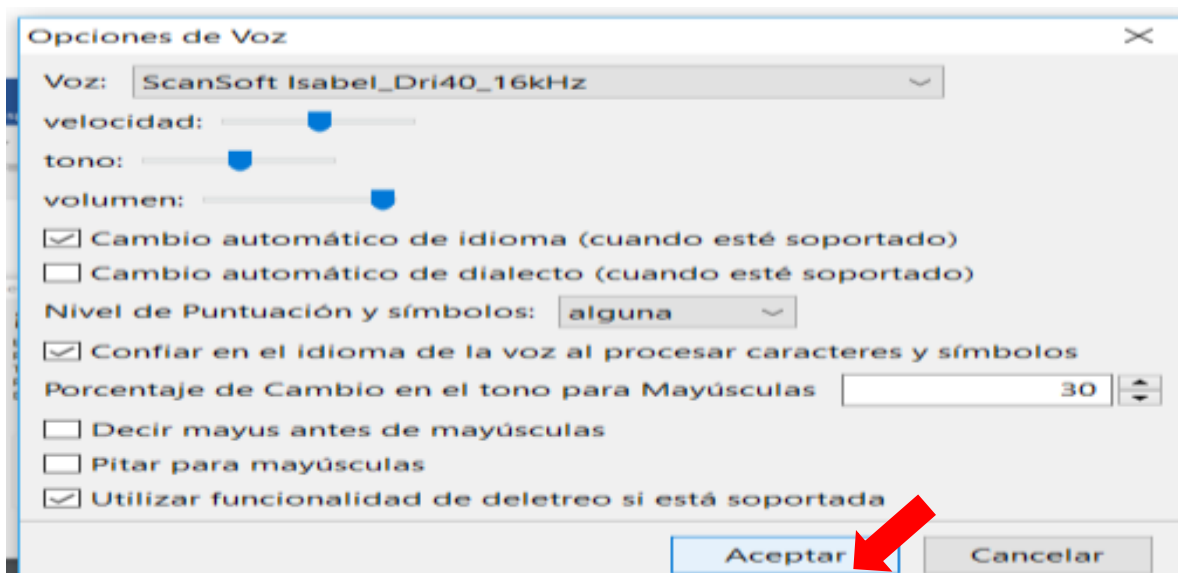 Opciones de Voz
Voz: ScanSoft Isabel_Dri40_16kHz
velocidad:
tono:
volumen:
Cambio automático de idioma (cuando esté soportado)
Cambio automático de dialecto (cuando esté soportado)
Nivel de Puntuación y símbolos: alguna
Confiar en el idioma de la voz al procesar caracteres y símbolos
Porcentaje de Cambio en el tono para Mayúsculas 30
Decir mayus antes de mayúsculas
Pitar para mayúsculas
Utilizar funcionalidad de deletreo si está soportada
Aceptar Cancelar